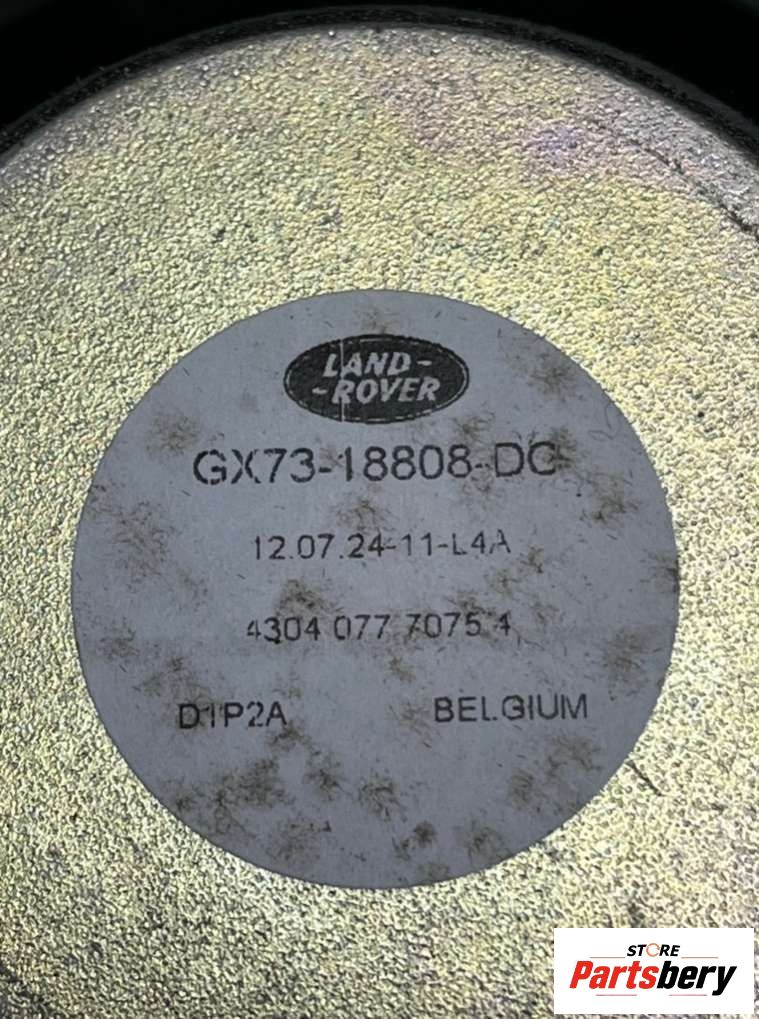 LAND-
-ROVER
GX73-18808-DC
12.07.24-11-L4A
4304 077 7075 4
D1P2A BELGIUM
STORE
Partsbery